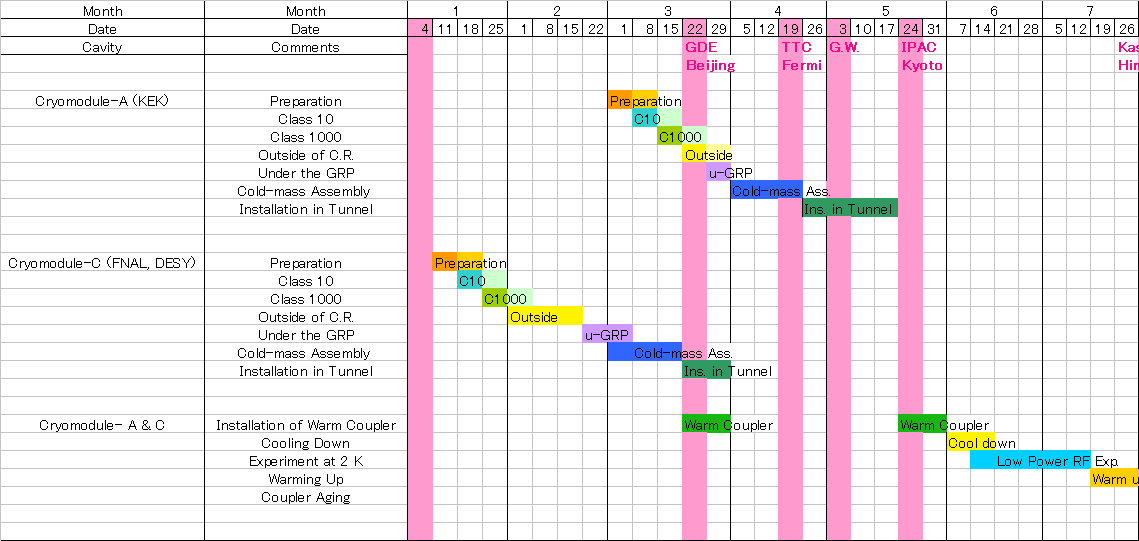 Month Month 1 2 3 4 5 6 7
Date Date 4 11 18 25 1 8 15 22 1 8 15 22 29 5 12 19 26 3 10 17 24 31 7 14 21 28 5 12 19 26
Cavity Comments GDE TTC G.W. IPAC
Beijing Fermi Kyoto
Cryomodule-A (KEK) Preparation Preparation
Class 10 C10
Class 1000 C1000
Outside of C.R. Outside
Under the GRP u-GRP
Cold-mass Assembly Cold-mass Ass.
Installation in Tunnel Ins. in Tunnel
Cryomodule-C (FNAL, DESY) Preparation Preparation
Class 10 C10
Class 1000 C1000
Outside of C.R. Outside
Under the GRP u-GRP
Cold-mass Assembly Cold-mass Ass.
Installation in Tunnel Ins. in Tunnel
Cryomodule- A & C Installation of Warm Coupler Warm Coupler Warm Coupler
Cooling Down Cool down
Experiment at 2 K Low Power RF Exp.
Warming Up Warm u
Coupler Aging